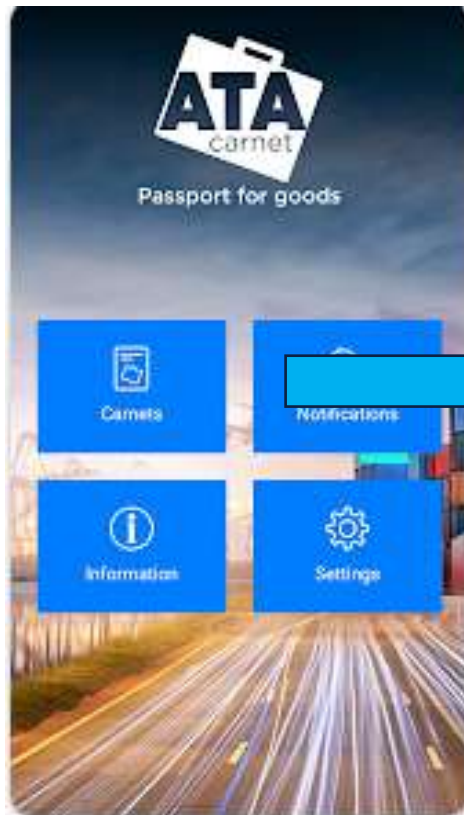 ATA
carnet
Passport for goods
Carnets
Notifications
Information
Settings